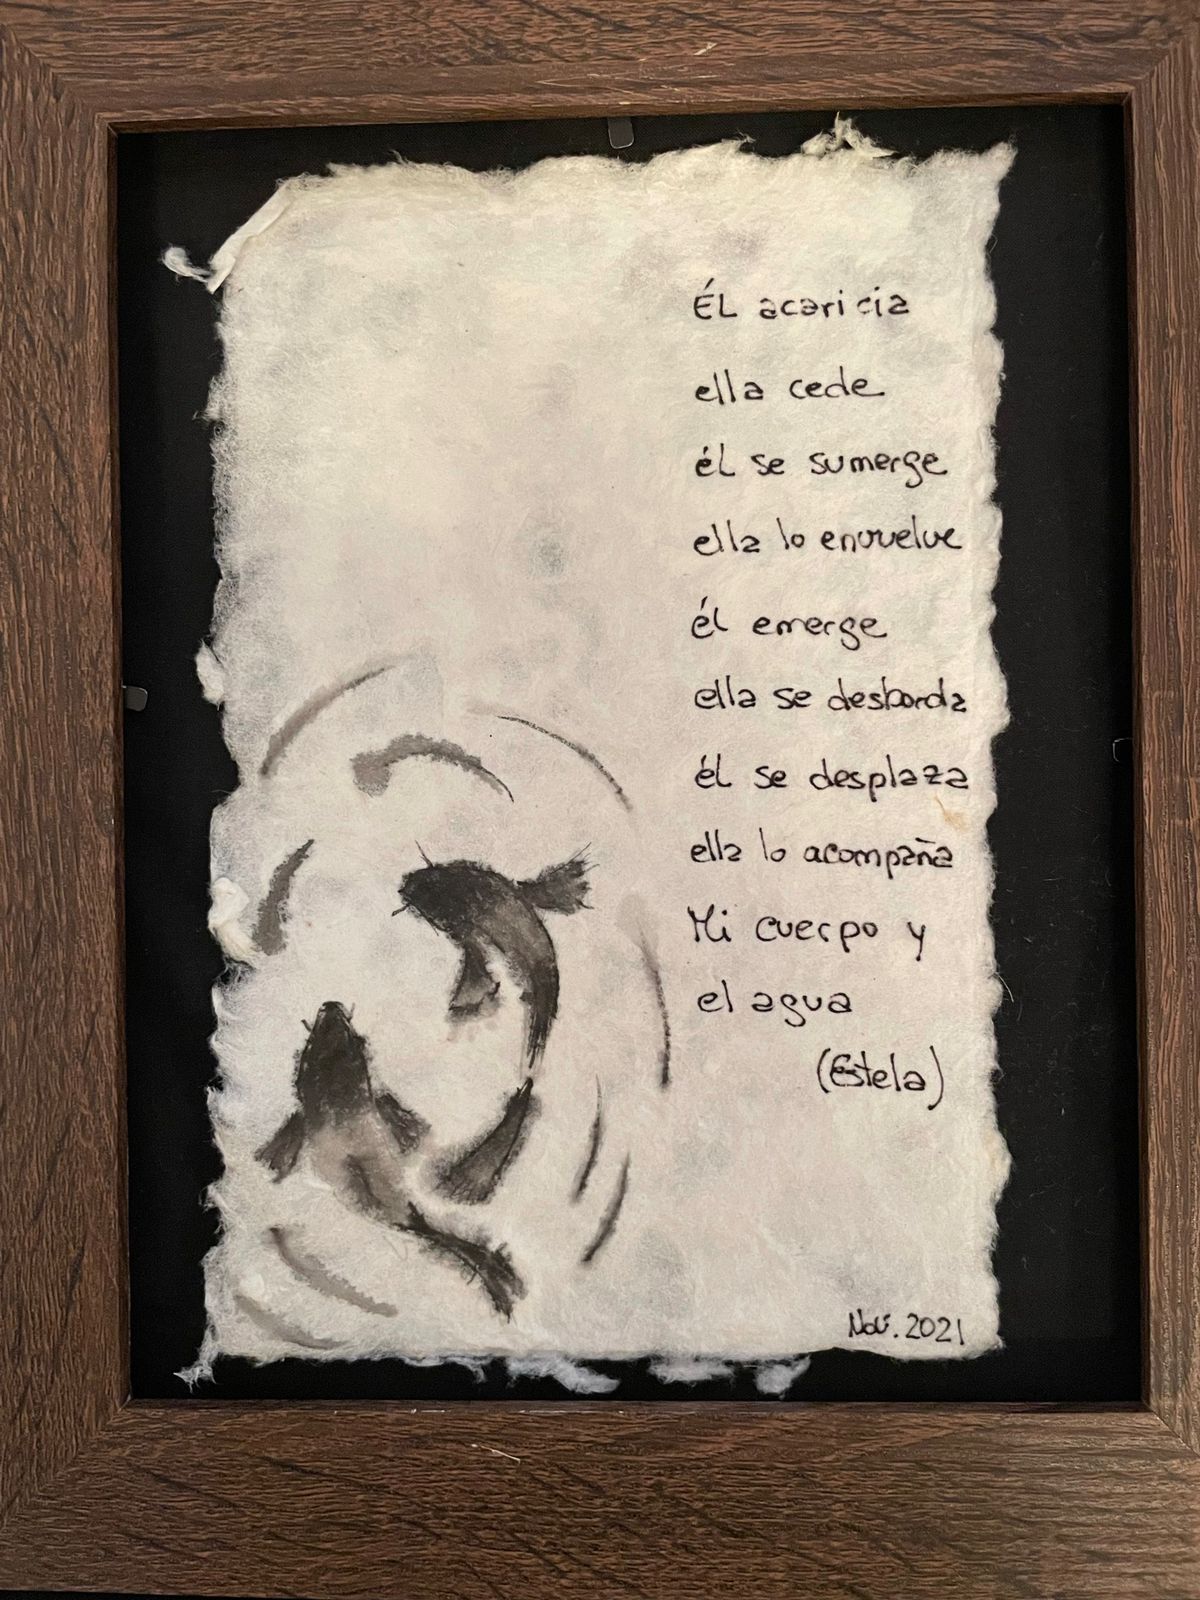 ÉL acaricia
ella cede
éL se sumerge
ella lo envuelve
él emerge
ella se desborda
éL se desplaza
ella lo acompaña
Mi cuerpo y
el agua
(Estela)
Nov. 2021